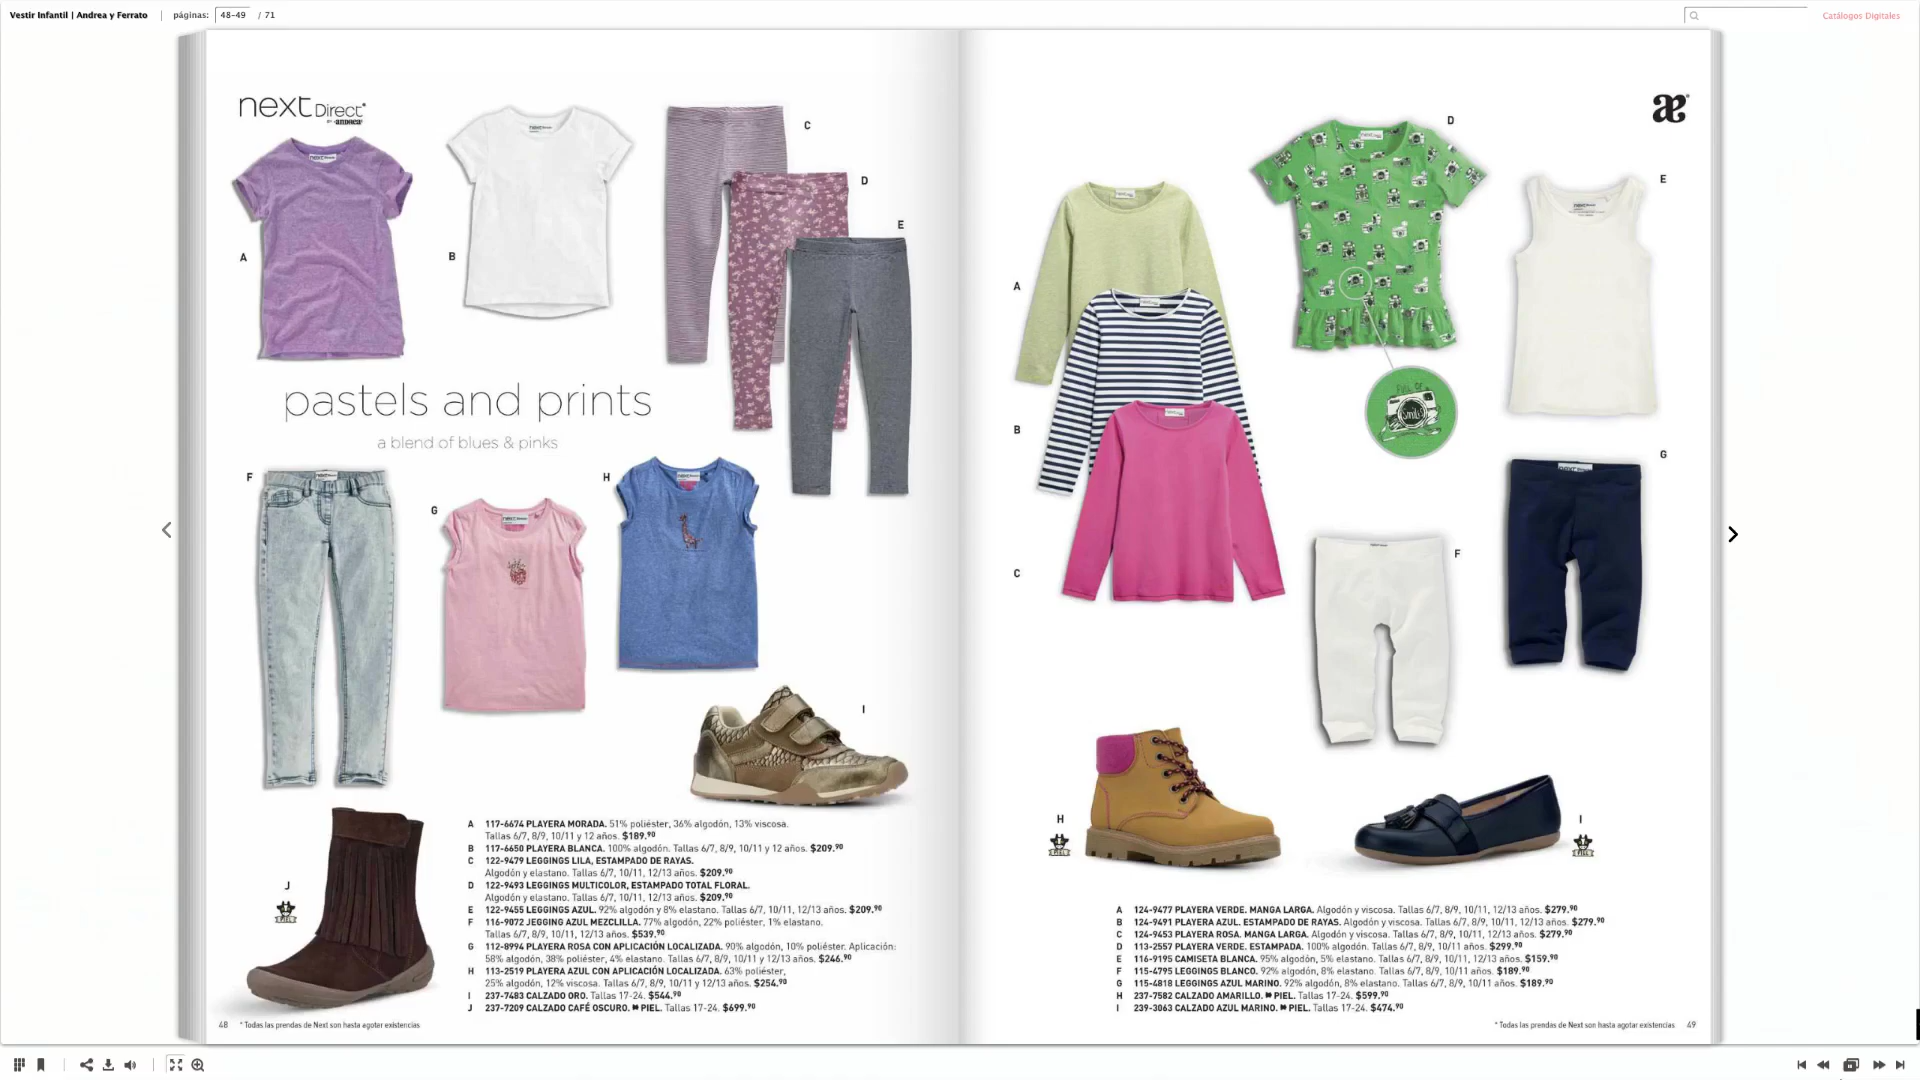 Vestir Infantil | Andrea y Ferrato
páginas: 48-49 / 71
Catálogos Digitales
next Direct
BY ANDREA
A
B
C
D
E
pastels and prints
a blend of blues & pinks
F
G
H
I
J
PIEL
A 117-6674 PLAYERA MORADA. 51% poliéster, 36% algodón, 13% viscosa.
Tallas 6/7, 8/9, 10/11 y 12 años. $189.90
B 117-6650 PLAYERA BLANCA. 100% algodón. Tallas 6/7, 8/9, 10/11 y 12 años. $209.90
C 122-9479 LEGGINGS LILA, ESTAMPADO DE RAYAS.
Algodón y elastano. Tallas 6/7, 10/11, 12/13 años. $209.90
D 122-9493 LEGGINGS MULTICOLOR, ESTAMPADO TOTAL FLORAL.
Algodón y elastano. Tallas 6/7, 10/11, 12/13 años. $209.90
E 122-9455 LEGGINGS AZUL. 92% algodón y 8% elastano. Tallas 6/7, 10/11, 12/13 años. $209.90
F 116-9072 JEGGING AZUL MEZCLILLA. 77% algodón, 22% poliéster, 1% elastano.
Tallas 6/7, 8/9, 10/11, 12/13 años. $539.90
G 112-8994 PLAYERA ROSA CON APLICACIÓN LOCALIZADA. 90% algodón, 10% poliéster. Aplicación:
58% algodón, 38% poliéster, 4% elastano. Tallas 6/7, 8/9, 10/11 y 12/13 años. $246.90
H 113-2519 PLAYERA AZUL CON APLICACIÓN LOCALIZADA. 63% poliéster,
25% algodón, 12% viscosa. Tallas 6/7, 8/9, 10/11 y 12/13 años. $254.90
I 237-7483 CALZADO ORO. Tallas 17-24. $544.90
J 237-7209 CALZADO CAFÉ OSCURO. PIEL. Tallas 17-24. $699.90
48 * Todas las prendas de Next son hasta agotar existencias
æ
D
E
A
B
C
FULL OF
Smiles
G
F
H
PIEL
I
PIEL
A 124-9477 PLAYERA VERDE. MANGA LARGA. Algodón y viscosa. Tallas 6/7, 8/9, 10/11, 12/13 años. $279.90
B 124-9491 PLAYERA AZUL. ESTAMPADO DE RAYAS. Algodón y viscosa. Tallas 6/7, 8/9, 10/11, 12/13 años. $279.90
C 124-9453 PLAYERA ROSA. MANGA LARGA. Algodón y viscosa. Tallas 6/7, 8/9, 10/11, 12/13 años. $279.90
D 113-2557 PLAYERA VERDE. ESTAMPADA. 100% algodón. Tallas 6/7, 8/9, 10/11 años. $299.90
E 116-9195 CAMISETA BLANCA. 95% algodón, 5% elastano. Tallas 6/7, 8/9, 10/11, 12/13 años. $159.90
F 115-4795 LEGGINGS BLANCO. 92% algodón, 8% elastano. Tallas 6/7, 8/9, 10/11 años. $189.90
G 115-4818 LEGGINGS AZUL MARINO. 92% algodón, 8% elastano. Tallas 6/7, 8/9, 10/11 años. $189.90
H 237-7582 CALZADO AMARILLO. PIEL. Tallas 17-24. $599.90
I 239-3063 CALZADO AZUL MARINO. PIEL. Tallas 17-24. $474.90
* Todas las prendas de Next son hasta agotar existencias 49